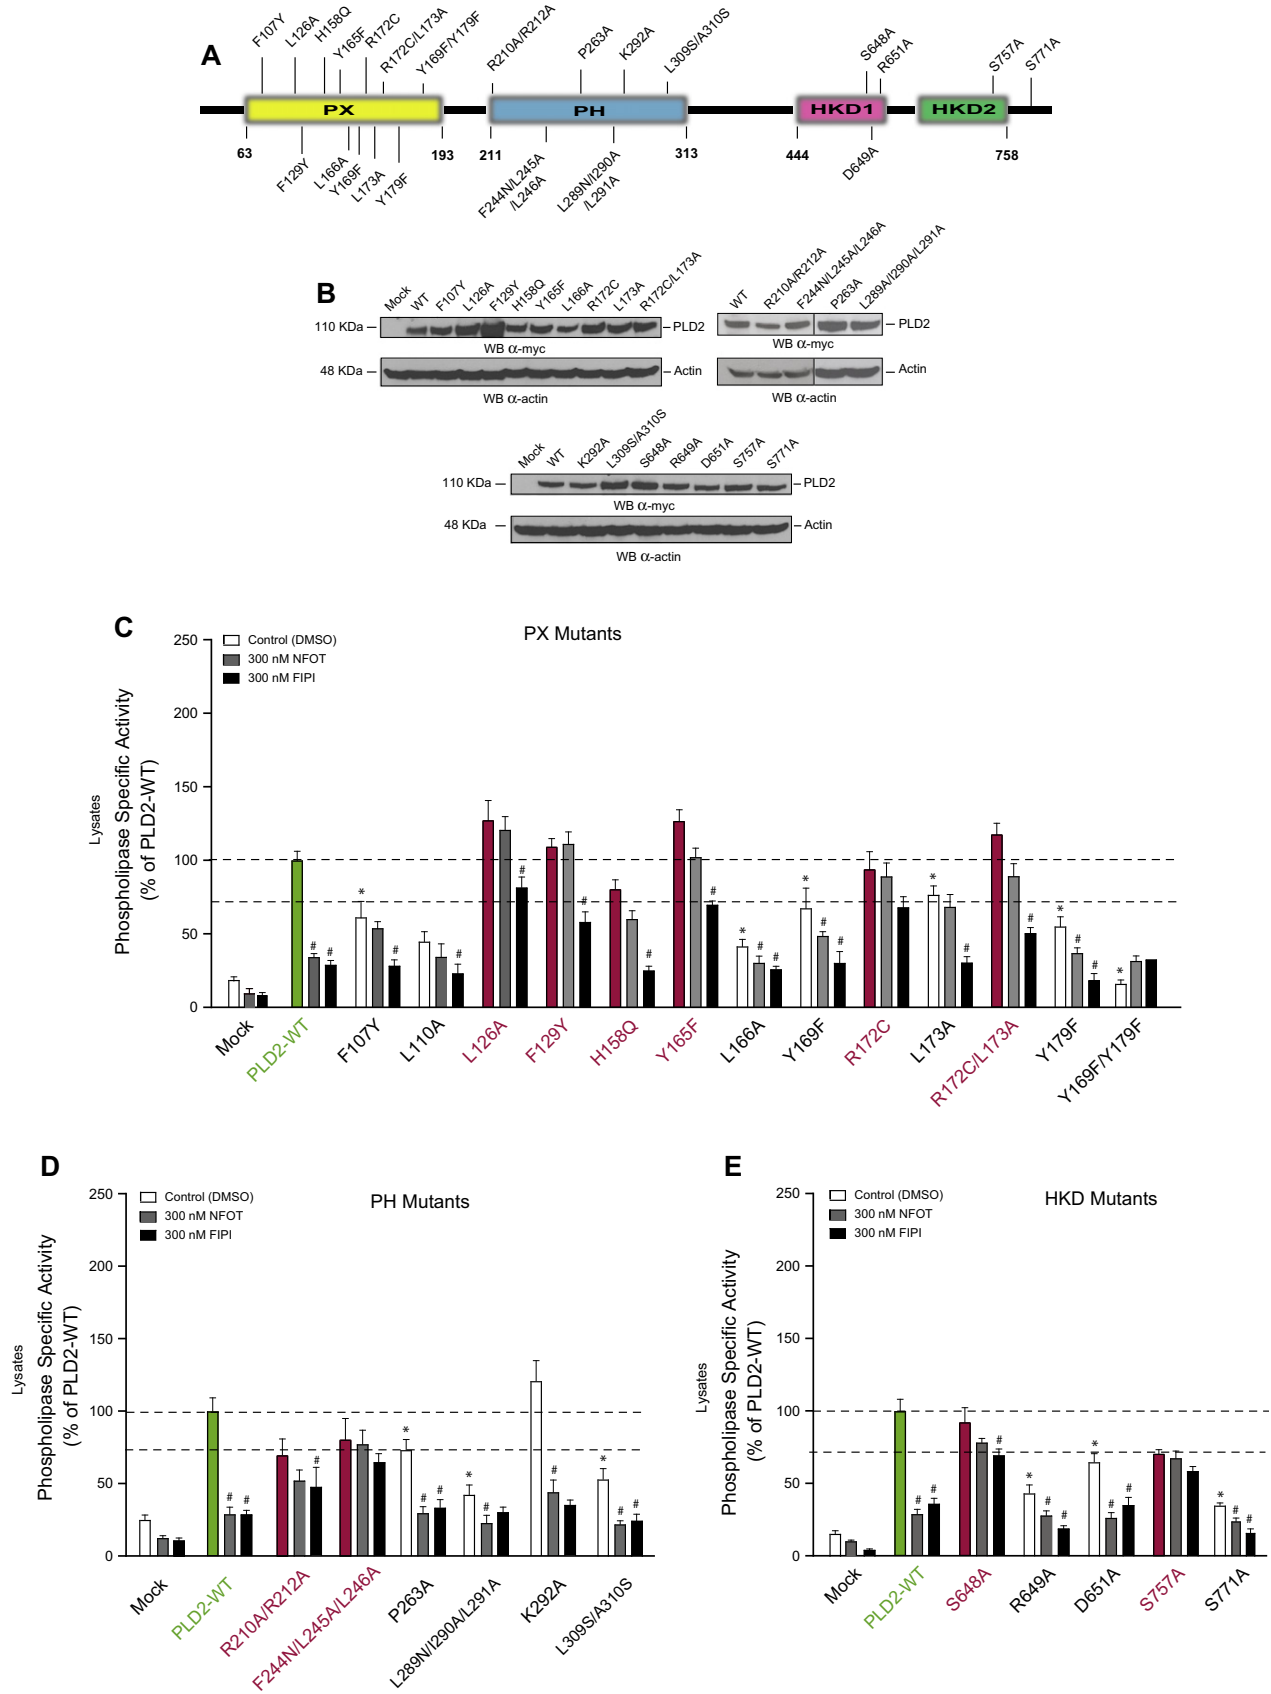 A
F107Y
L126A
H158Q
Y165F
R172C
R172C/L173A
Y169F/Y179F
R210A/R212A
P263A
K292A
L309S/A310S
S648A
R651A
S757A
S771A
PX
PH
HKD1
HKD2
63
193
211
313
444
758
F129Y
L166A
Y169F
L173A
Y179F
F244N/L245A
/L246A
L289N/I290A
/L291A
D649A
B
Mock
WT
F107Y
L126A
F129Y
H158Q
Y165F
L166A
R172C
L173A
R172C/L173A
110 KDa
PLD2
WB α-myc
48 KDa
Actin
WB α-actin
WT
R210A/R212A
F244N/L245A/L246A
P263A
L289A/I290A/L291A
PLD2
WB α-myc
Actin
WB α-actin
Mock
WT
K292A
L309S/A310S
S648A
R649A
D651A
S757A
S771A
110 KDa
PLD2
WB α-myc
48 KDa
Actin
WB α-actin
C
PX Mutants
Control (DMSO)
300 nM NFOT
300 nM FIPI
Lysates
Phospholipase Specific Activity
(% of PLD2-WT)
250
200
150
100
50
0
# # * # # # # # # * # # * # # * # # * # # *
Mock
PLD2-WT
F107Y
L110A
L126A
F129Y
H158Q
Y165F
L166A
Y169F
R172C
L173A
R172C/L173A
Y179F
Y169F/Y179F
D
PH Mutants
Control (DMSO)
300 nM NFOT
300 nM FIPI
Lysates
Phospholipase Specific Activity
(% of PLD2-WT)
250
200
150
100
50
0
# # # * # # * # # * # #
Mock
PLD2-WT
R210A/R212A
F244N/L245A/L246A
P263A
L289N/I290A/L291A
K292A
L309S/A310S
E
HKD Mutants
Control (DMSO)
300 nM NFOT
300 nM FIPI
Lysates
Phospholipase Specific Activity
(% of PLD2-WT)
250
200
150
100
50
0
# # # * # # * # # * # #
Mock
PLD2-WT
S648A
R649A
D651A
S757A
S771A